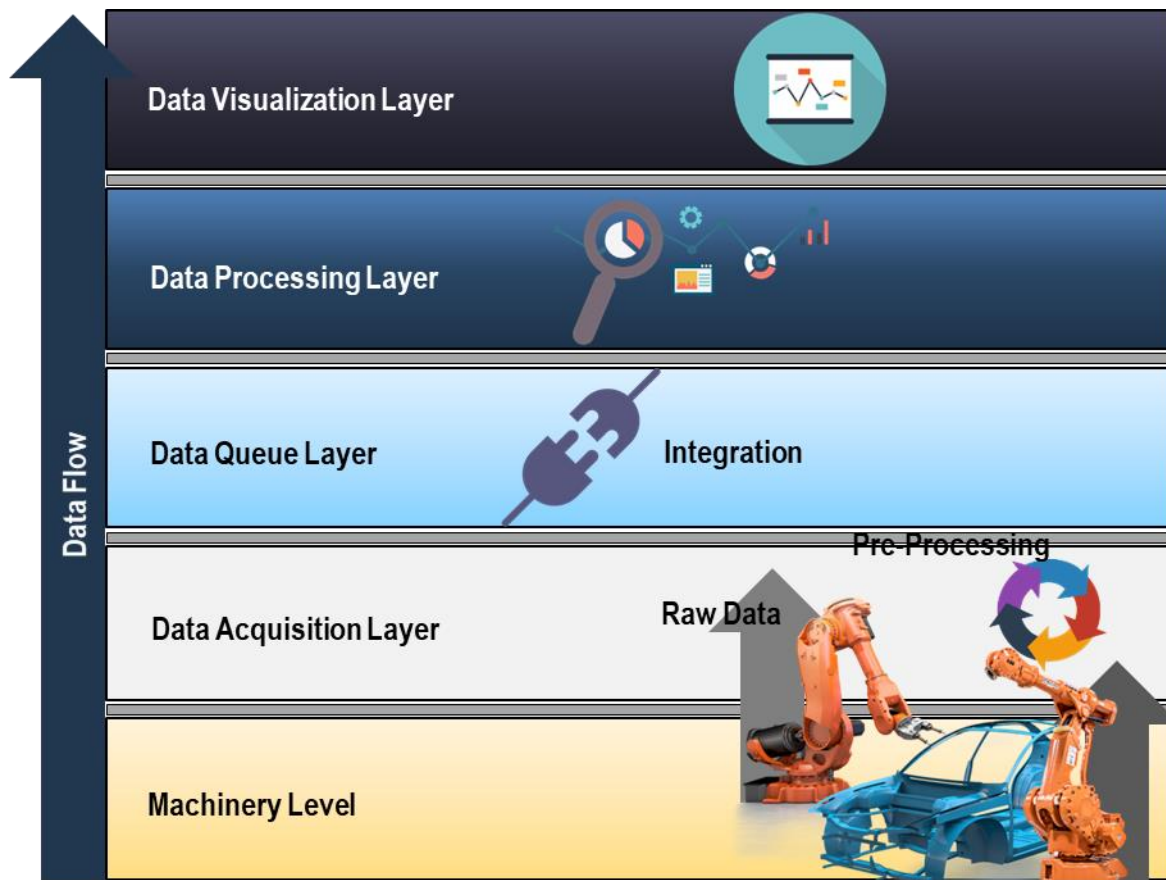 Data Visualization Layer
Data Processing Layer
Data Flow
Data Queue Layer
Integration
Pre-Processing
Raw Data
Data Acquisition Layer
Machinery Level